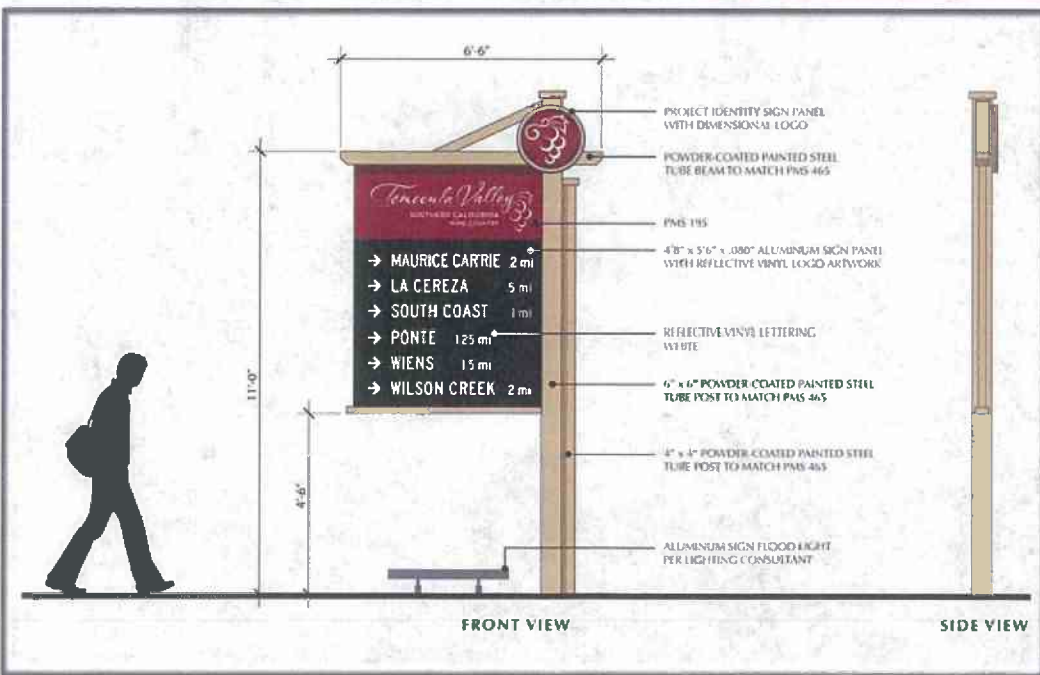 6'-6"
PROJECT IDENTITY SIGN PANEL
WITH DIMENSIONAL LOGO
POWDER-COATED PAINTED STEEL
TUBE BEAM TO MATCH PMS 465
Temecula Valley
SOUTHERN CALIFORNIA
WINE COUNTRY
PMS 195
4'8" x 5'6" x .080" ALUMINUM SIGN PANEL
WITH REFLECTIVE VINYL LOGO ARTWORK
→ MAURICE CARRIE 2 mi
→ LA CEREZA .5 mi
→ SOUTH COAST 1 mi
→ PONTE 1.25 mi
→ WIENS 1.5 mi
→ WILSON CREEK 2 mi
REFLECTIVE VINYL LETTERING
WHITE
6" x 6" POWDER-COATED PAINTED STEEL
TUBE POST TO MATCH PMS 465
11'-0"
4" x 4" POWDER-COATED PAINTED STEEL
TUBE POST TO MATCH PMS 465
4'-6"
ALUMINUM SIGN FLOOD LIGHT
PER LIGHTING CONSULTANT
FRONT VIEW
SIDE VIEW